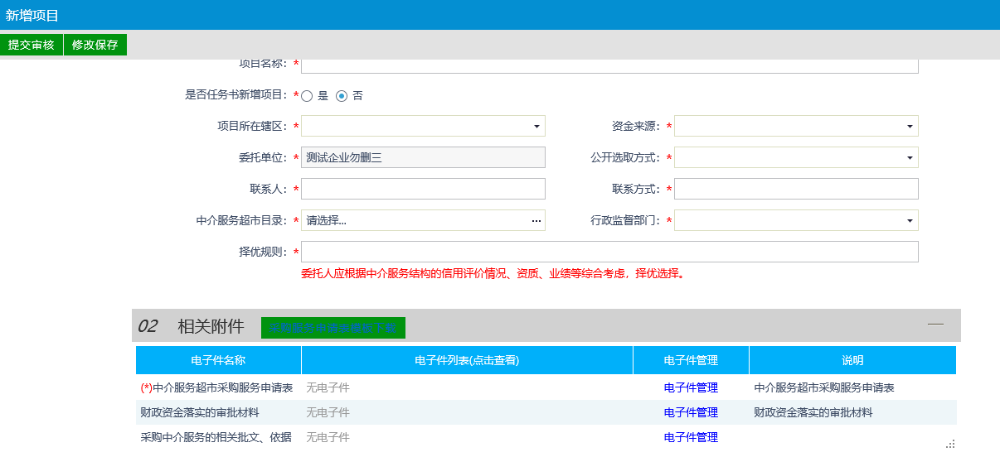 新增项目
提交审核 修改保存
项目名称：*
是否任务书新增项目：* 是 否
项目所在辖区：* 资金来源：*
委托单位：* 测试企业勿删三 公开选取方式：*
联系人：* 联系方式：*
中介服务超市目录：* 请选择... 行政监督部门：*
择优规则：*
委托人应根据中介服务结构的信用评价情况、资质、业绩等综合考虑，择优选择。
02 相关附件 采购服务申请表模板下载
电子件名称 电子件列表(点击查看) 电子件管理 说明
(*)中介服务超市采购服务申请表 无电子件 电子件管理 中介服务超市采购服务申请表
财政资金落实的审批材料 无电子件 电子件管理 财政资金落实的审批材料
采购中介服务的相关批文、依据 无电子件 电子件管理